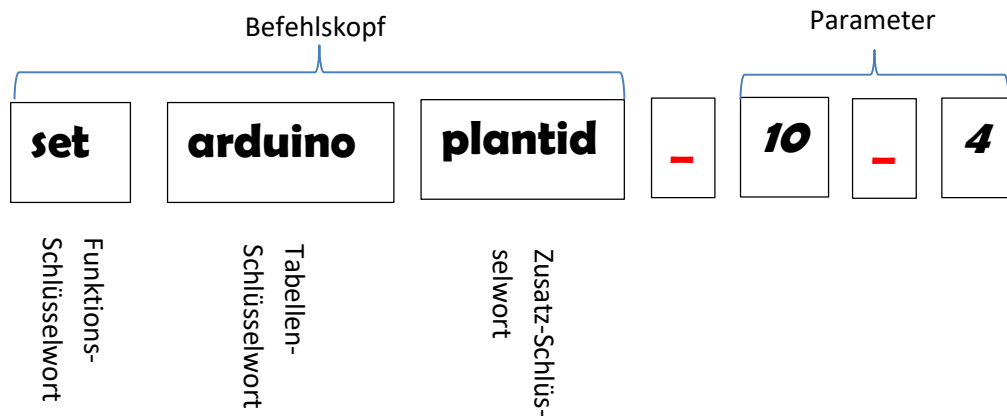 Befehlskopf
Parameter
set arduino plantid _ 10 _ 4
Funktions-
Schlüsselwort
Tabellen-
Schlüsselwort
Zusatz-Schlüs-
selwort